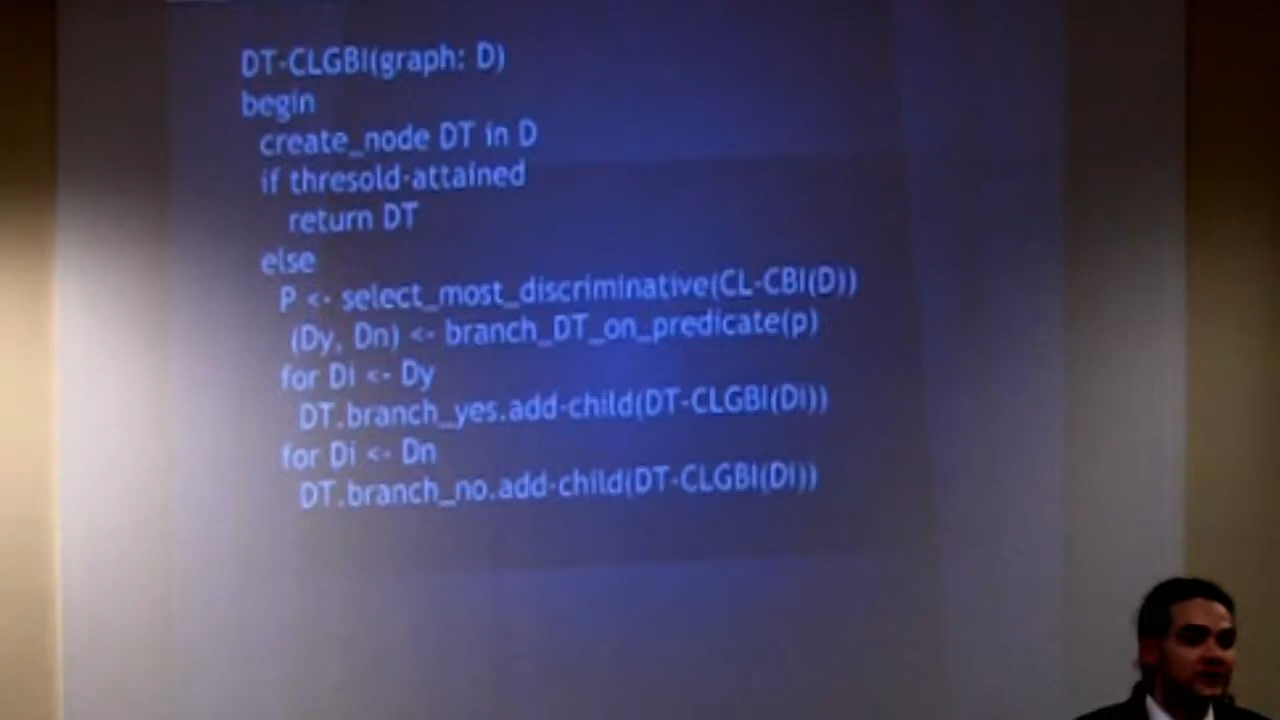 DT-CLGBI(graph: D)
begin
create_node DT in D
if thresold-attained
return DT
else
P <- select_most_discriminative(CL-CBI(D))
(Dy, Dn) <- branch_DT_on_predicate(p)
for Di <- Dy
DT.branch_yes.add-child(DT-CLGBI(Di))
for Di <- Dn
DT.branch_no.add-child(DT-CLGBI(Di))